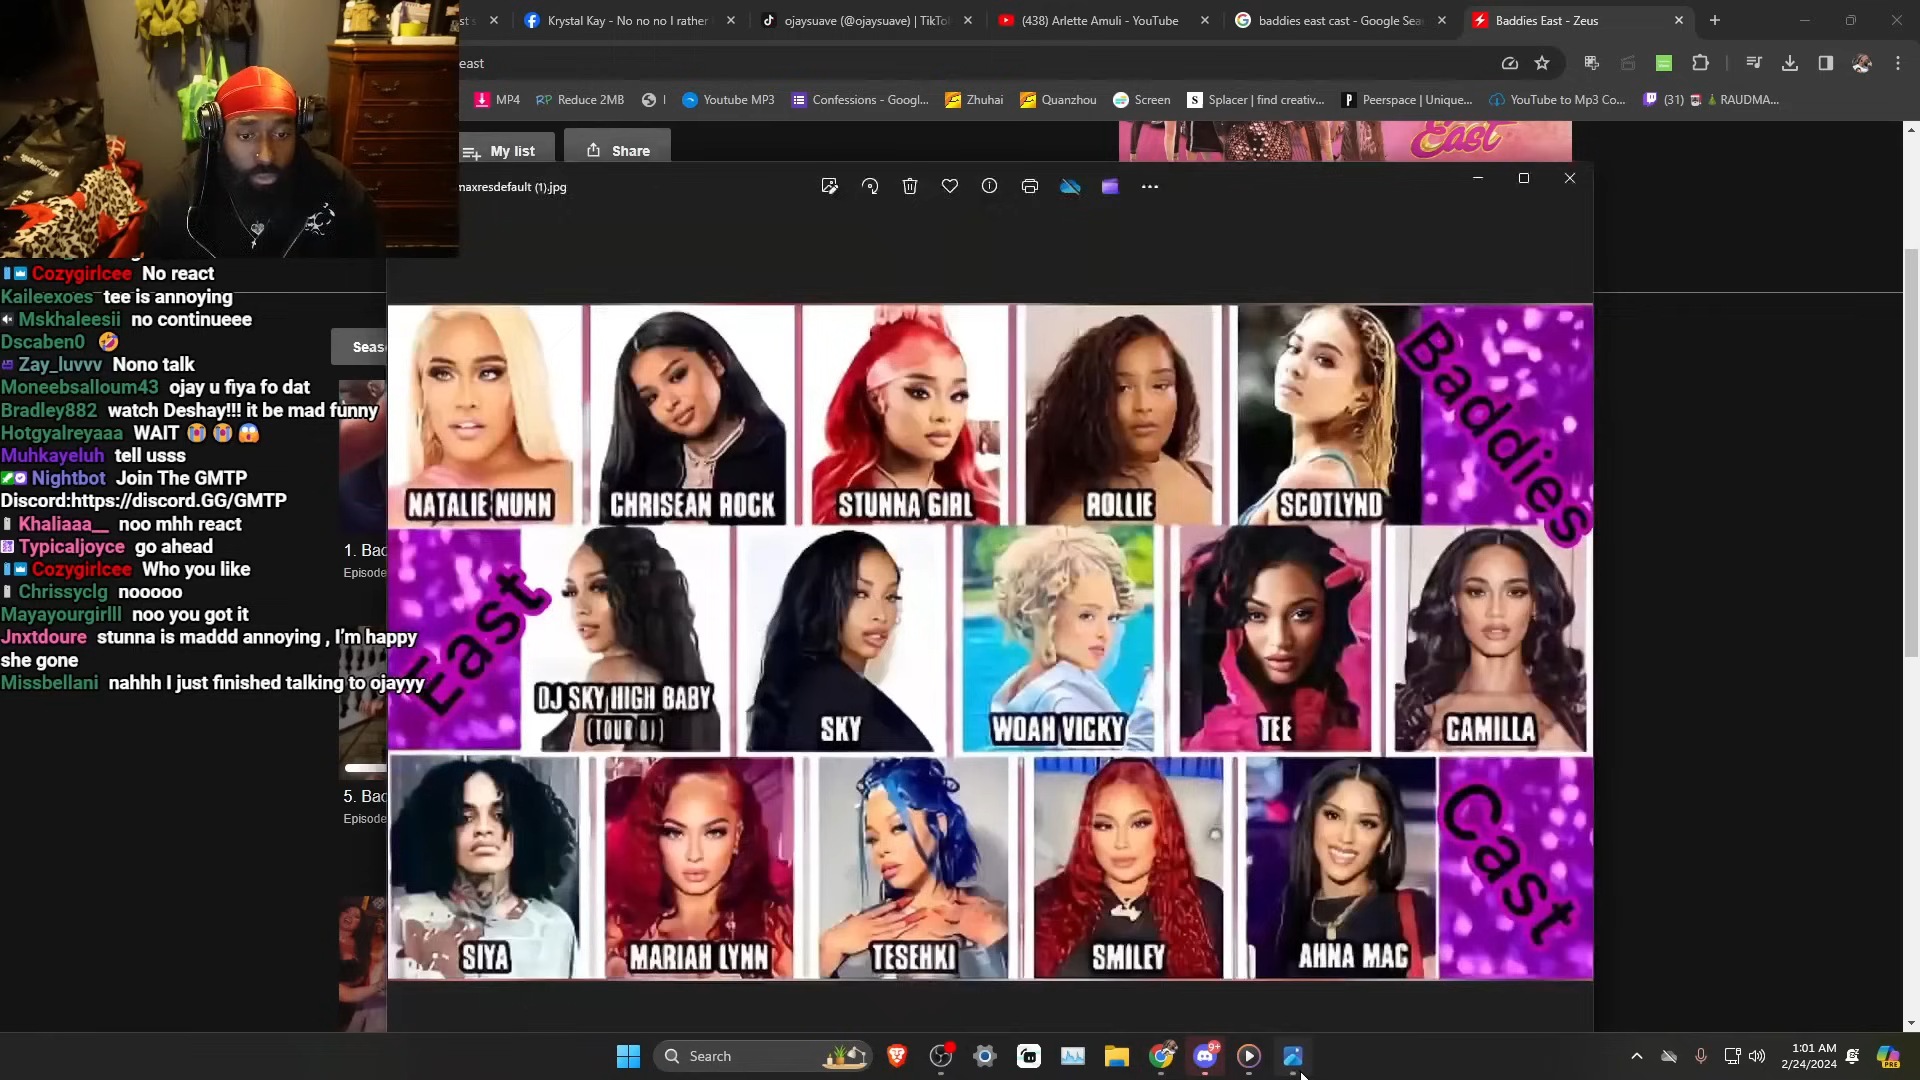 Krystal Kay - No no no I rather
ojaysuave (@ojaysuave) | TikTo
(438) Arlette Amuli - YouTube
baddies east cast - Google Sea
Baddies East - Zeus
east
MP4
Reduce 2MB
Youtube MP3
Confessions - Googl...
Zhuhai
Quanzhou
Screen
Splacer | find creativ...
Peerspace | Unique...
YouTube to Mp3 Co...
(31) RAUDMA...
My list
Share
East
maxresdefault (1).jpg
Cozygirlcee No react
Kaileexoes tee is annoying
Mskhaleesii no continueee
Dscaben0 🤣
Zay_luvvv Nono talk
Moneebsalloum43 ojay u fiya fo dat
Bradley882 watch Deshay!!! it be mad funny
Hotgyalreyaaa WAIT 😭 😭 😱
Muhkayeluh tell usss
Nightbot Join The GMTP
Discord:https://discord.GG/GMTP
Khaliaaa__ noo mhh react
Typicaljoyce go ahead
Cozygirlcee Who you like
Chrissyclg nooooo
Mayayourgirlll noo you got it
Jnxtdoure stunna is maddd annoying , I'm happy
she gone
Missbellani nahhh I just finished talking to ojayyy
Seas
1. Bad
Episode
5. Bad
Episode
NATALIE NUNN
CHRISEAN ROCK
STUNNA GIRL
ROLLIE
SCOTLYND
Baddies
East
DJ SKY HIGH BABY
SKY
WOAH VICKY
TEE
CAMILLA
SIYA
MARIAH LYNN
TESEHKI
SMILEY
AHNA MAC
Cast
Search
9+
1:01 AM
2/24/2024
PRE